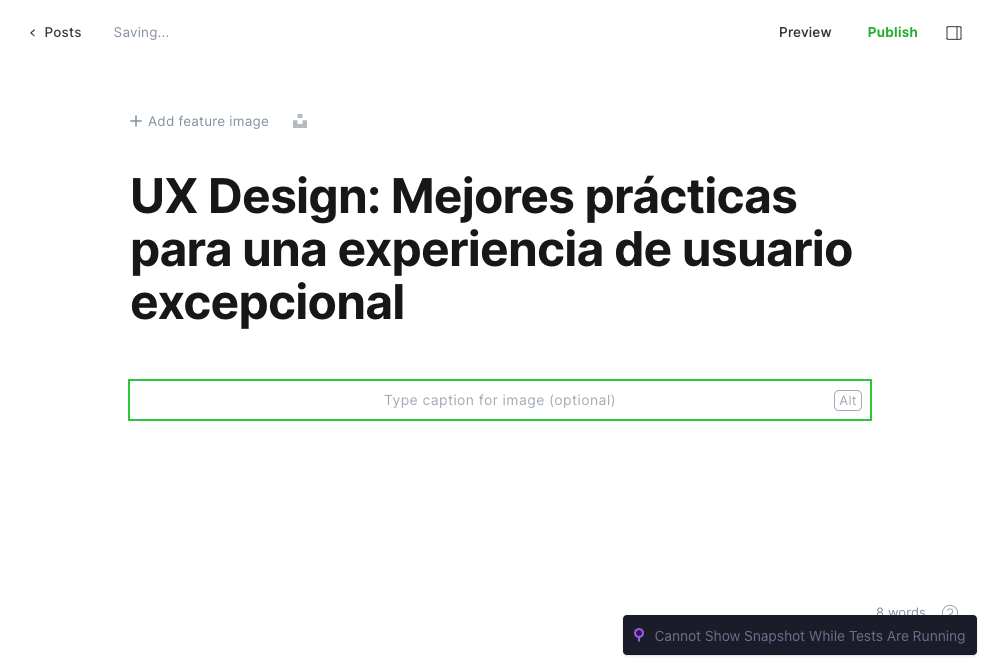 Posts
Saving...
Preview
Publish
Add feature image
UX Design: Mejores prácticas
para una experiencia de usuario
excepcional
Type caption for image (optional)
Alt
8 words
?
Cannot Show Snapshot While Tests Are Running